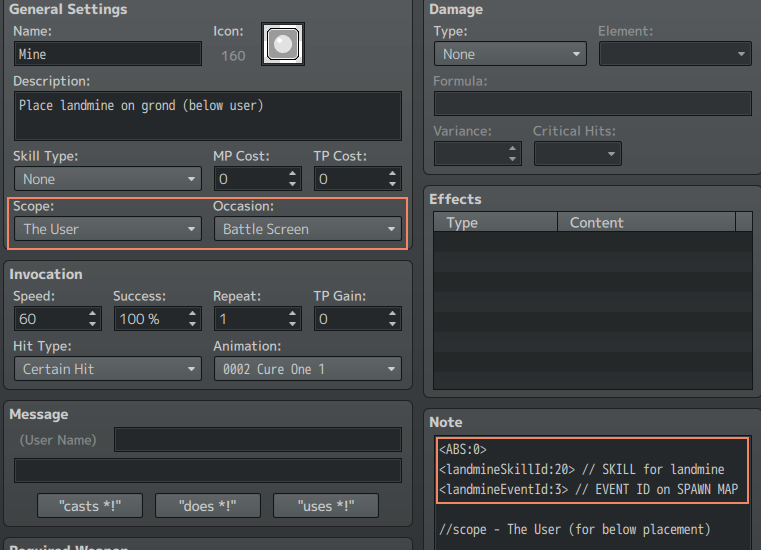 General Settings
Name:
Icon:
Mine
160
Description:
Place landmine on grond (below user)
Skill Type:
MP Cost:
TP Cost:
None
0
0
Scope:
Occasion:
The User
Battle Screen
Invocation
Speed:
Success:
Repeat:
TP Gain:
60
100 %
1
0
Hit Type:
Animation:
Certain Hit
0002 Cure One 1
Message
(User Name)
"casts *!"
"does *!"
"uses *!"
Required Weapon
Damage
Type:
Element:
None
Formula:
Variance:
Critical Hits:
Effects
Type
Content
Note
<ABS:0>
<landmineSkillId:20> // SKILL for landmine
<landmineEventId:3> // EVENT ID on SPAWN MAP
//scope - The User (for below placement)